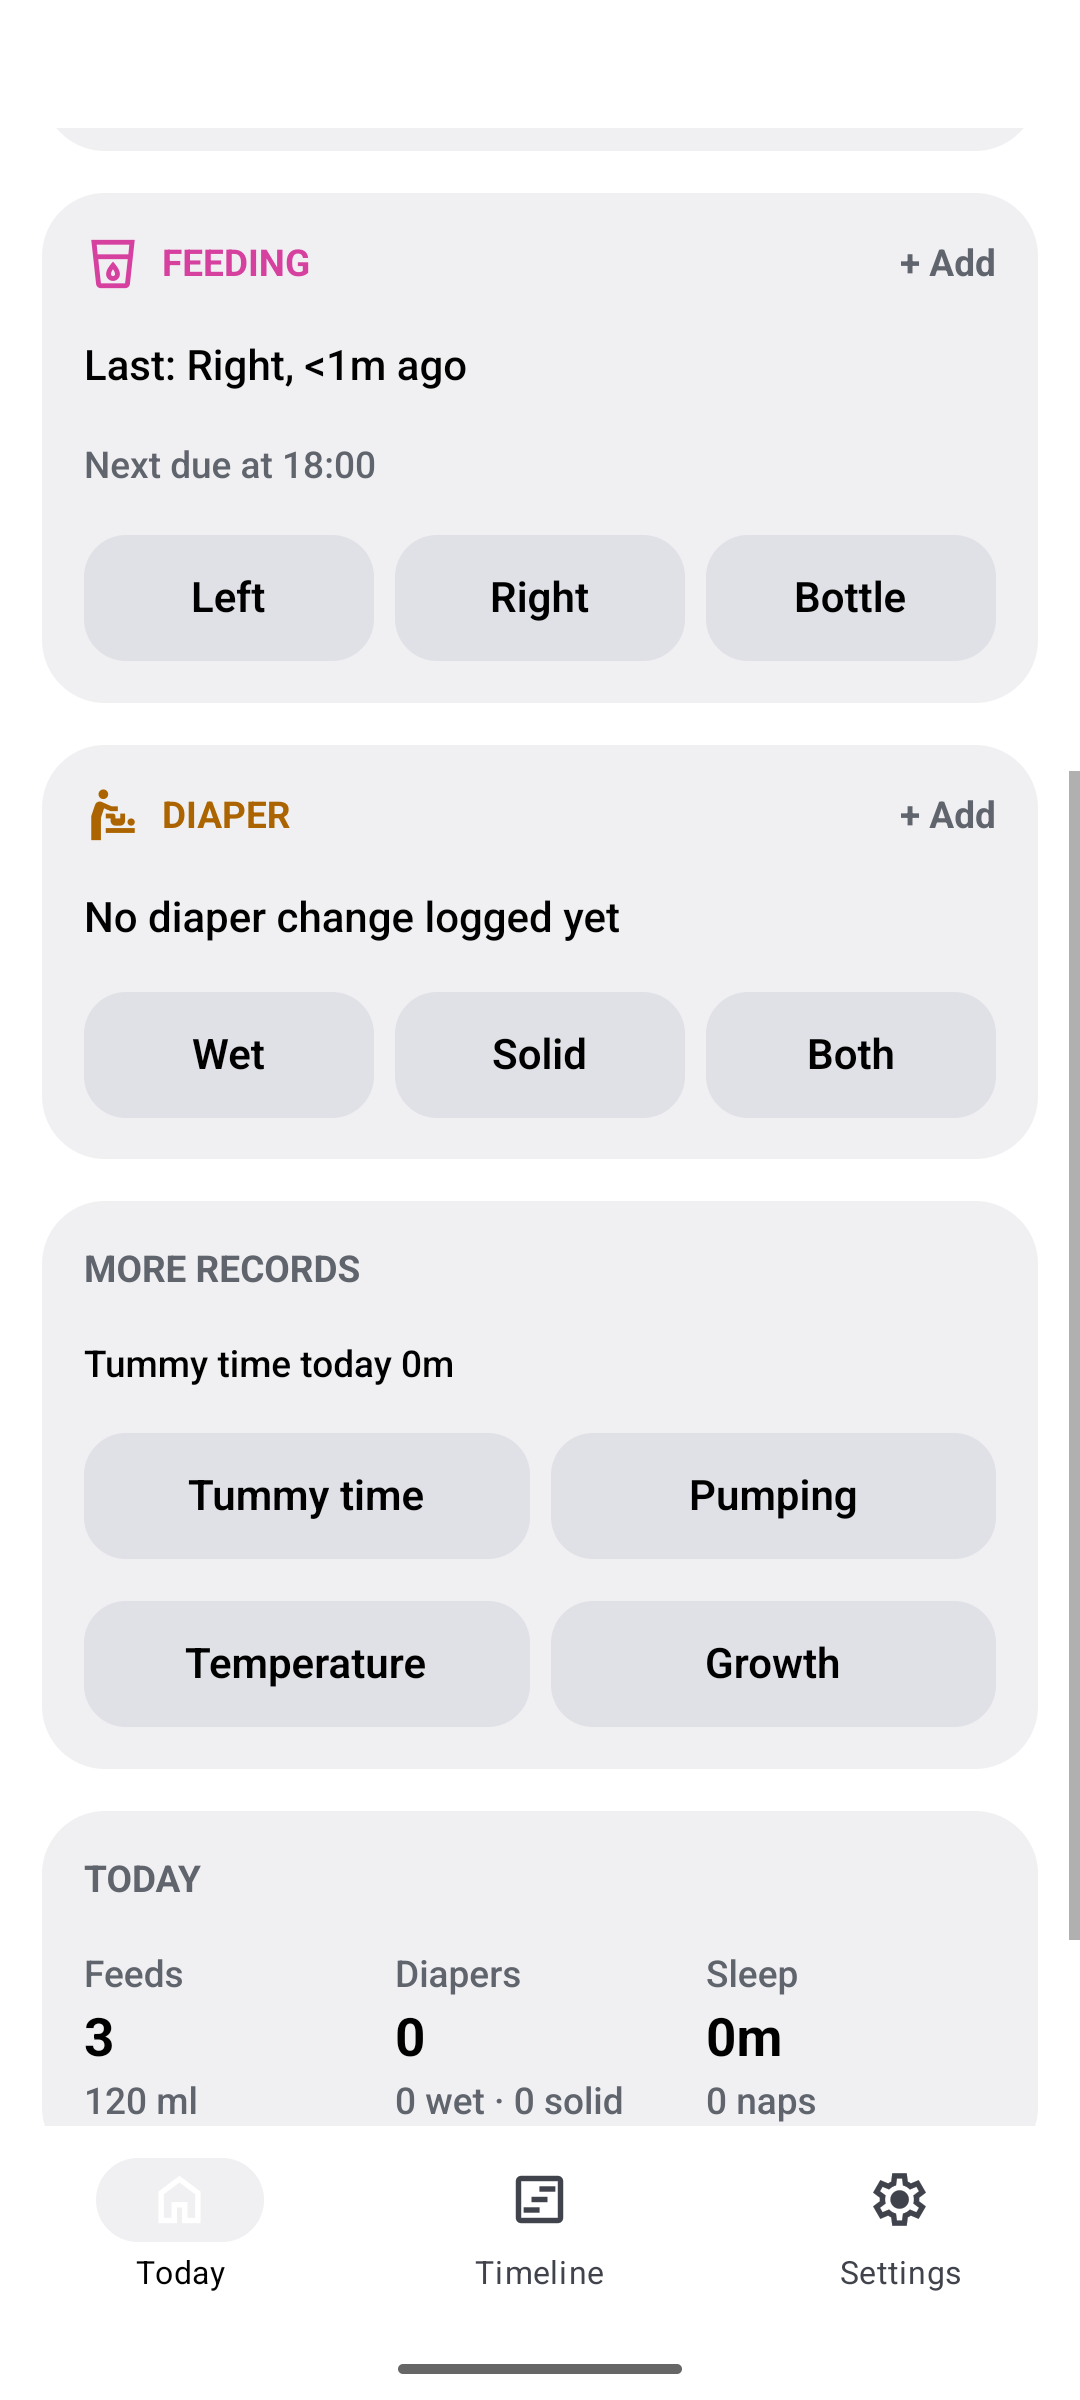 FEEDING
+ Add
Last: Right, <1m ago
Next due at 18:00
Left
Right
Bottle
DIAPER
+ Add
No diaper change logged yet
Wet
Solid
Both
MORE RECORDS
Tummy time today 0m
Tummy time
Pumping
Temperature
Growth
TODAY
Feeds
Diapers
Sleep
3
0
0m
120 ml
0 wet · 0 solid
0 naps
Today
Timeline
Settings